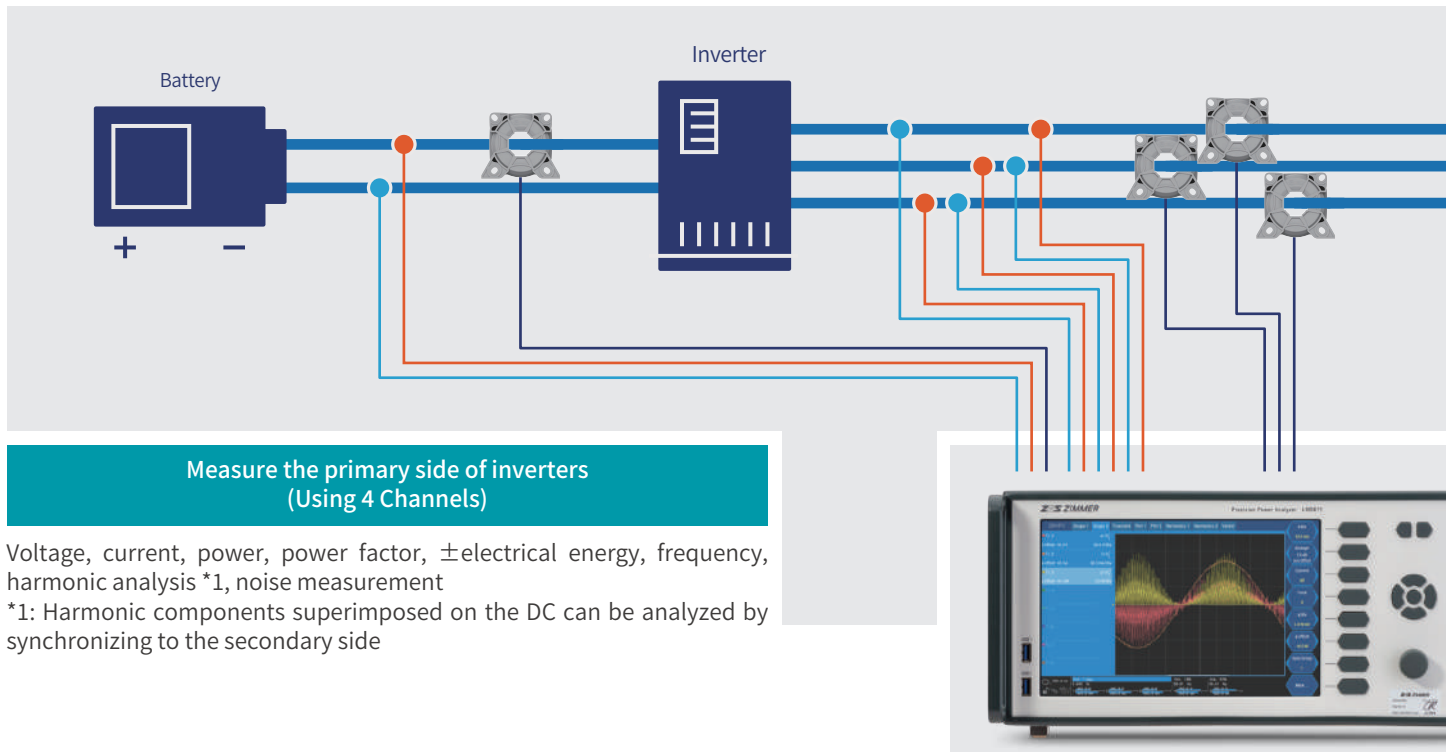 Inverter
Battery
+ −
Measure the primary side of inverters
(Using 4 Channels)
Voltage, current, power, power factor, ±electrical energy, frequency,
harmonic analysis *1, noise measurement
*1: Harmonic components superimposed on the DC can be analyzed by
synchronizing to the secondary side
ZES ZIMMER Precision Power Analyzer